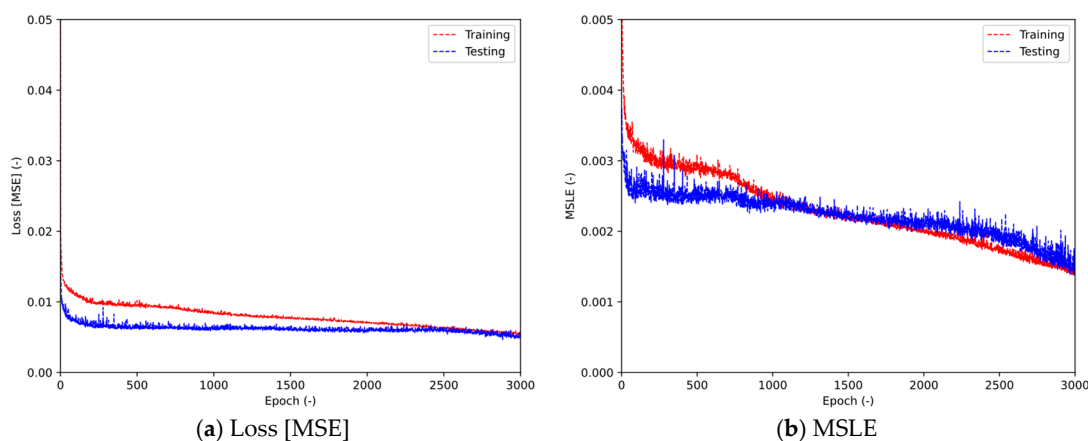 0.05
0.04
0.03
0.02
0.01
0.00
Loss [MSE] (-)
Training
Testing
0 500 1000 1500 2000 2500 3000
Epoch (-)
(a) Loss [MSE]
0.005
0.004
0.003
0.002
0.001
0.000
MSLE (-)
Training
Testing
0 500 1000 1500 2000 2500 3000
Epoch (-)
(b) MSLE